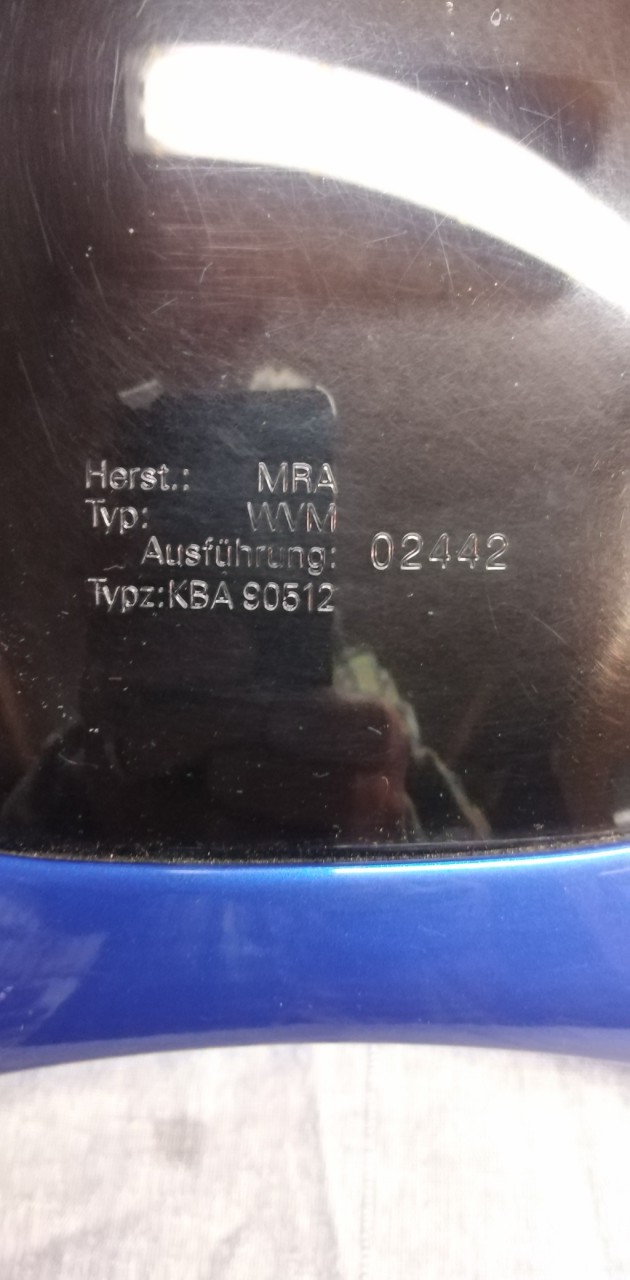 Herst.: MRA
Typ: WVM
Ausführung: 02442
Typz:KBA 90512